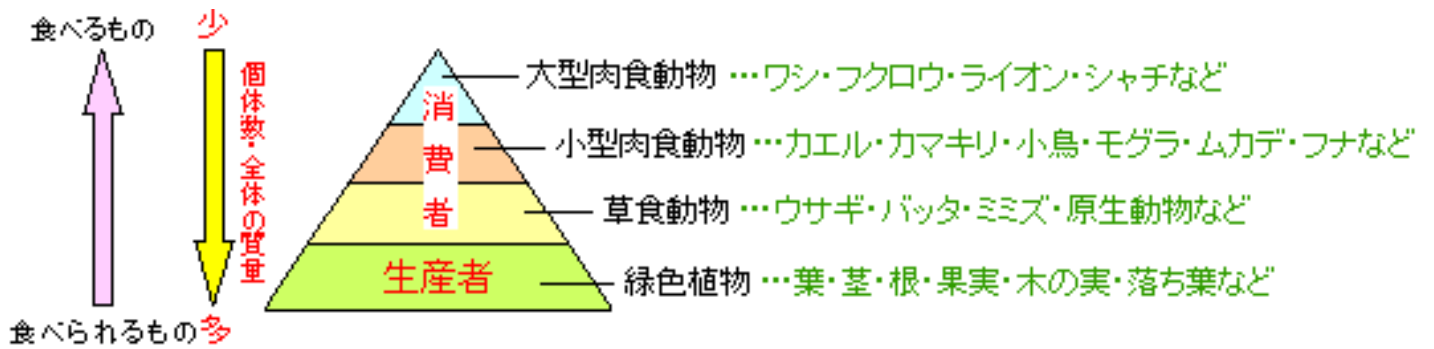 食べるもの
少
個体数・全体の質量
大型肉食動物 …ワシ・フクロウ・ライオン・シャチなど
消費者
小型肉食動物 …カエル・カマキリ・小鳥・モグラ・ムカデ・フナなど
草食動物 …ウサギ・バッタ・ミミズ・原生動物など
生産者
緑色植物 …葉・茎・根・果実・木の実・落ち葉など
食べられるもの
多